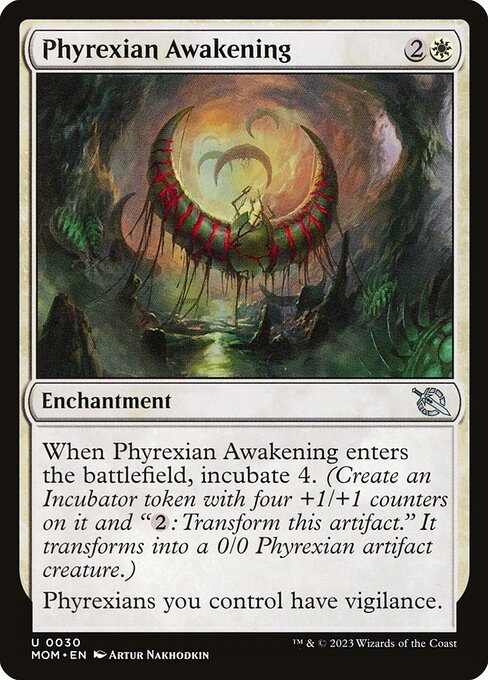 Phyrexian Awakening 2
Enchantment
When Phyrexian Awakening enters
the battlefield, incubate 4. (Create an
Incubator token with four +1/+1 counters
on it and “2: Transform this artifact.” It
transforms into a 0/0 Phyrexian artifact
creature.)
Phyrexians you control have vigilance.
U 0030
MOM • EN Artur Nakhodkin
™ & © 2023 Wizards of the Coast